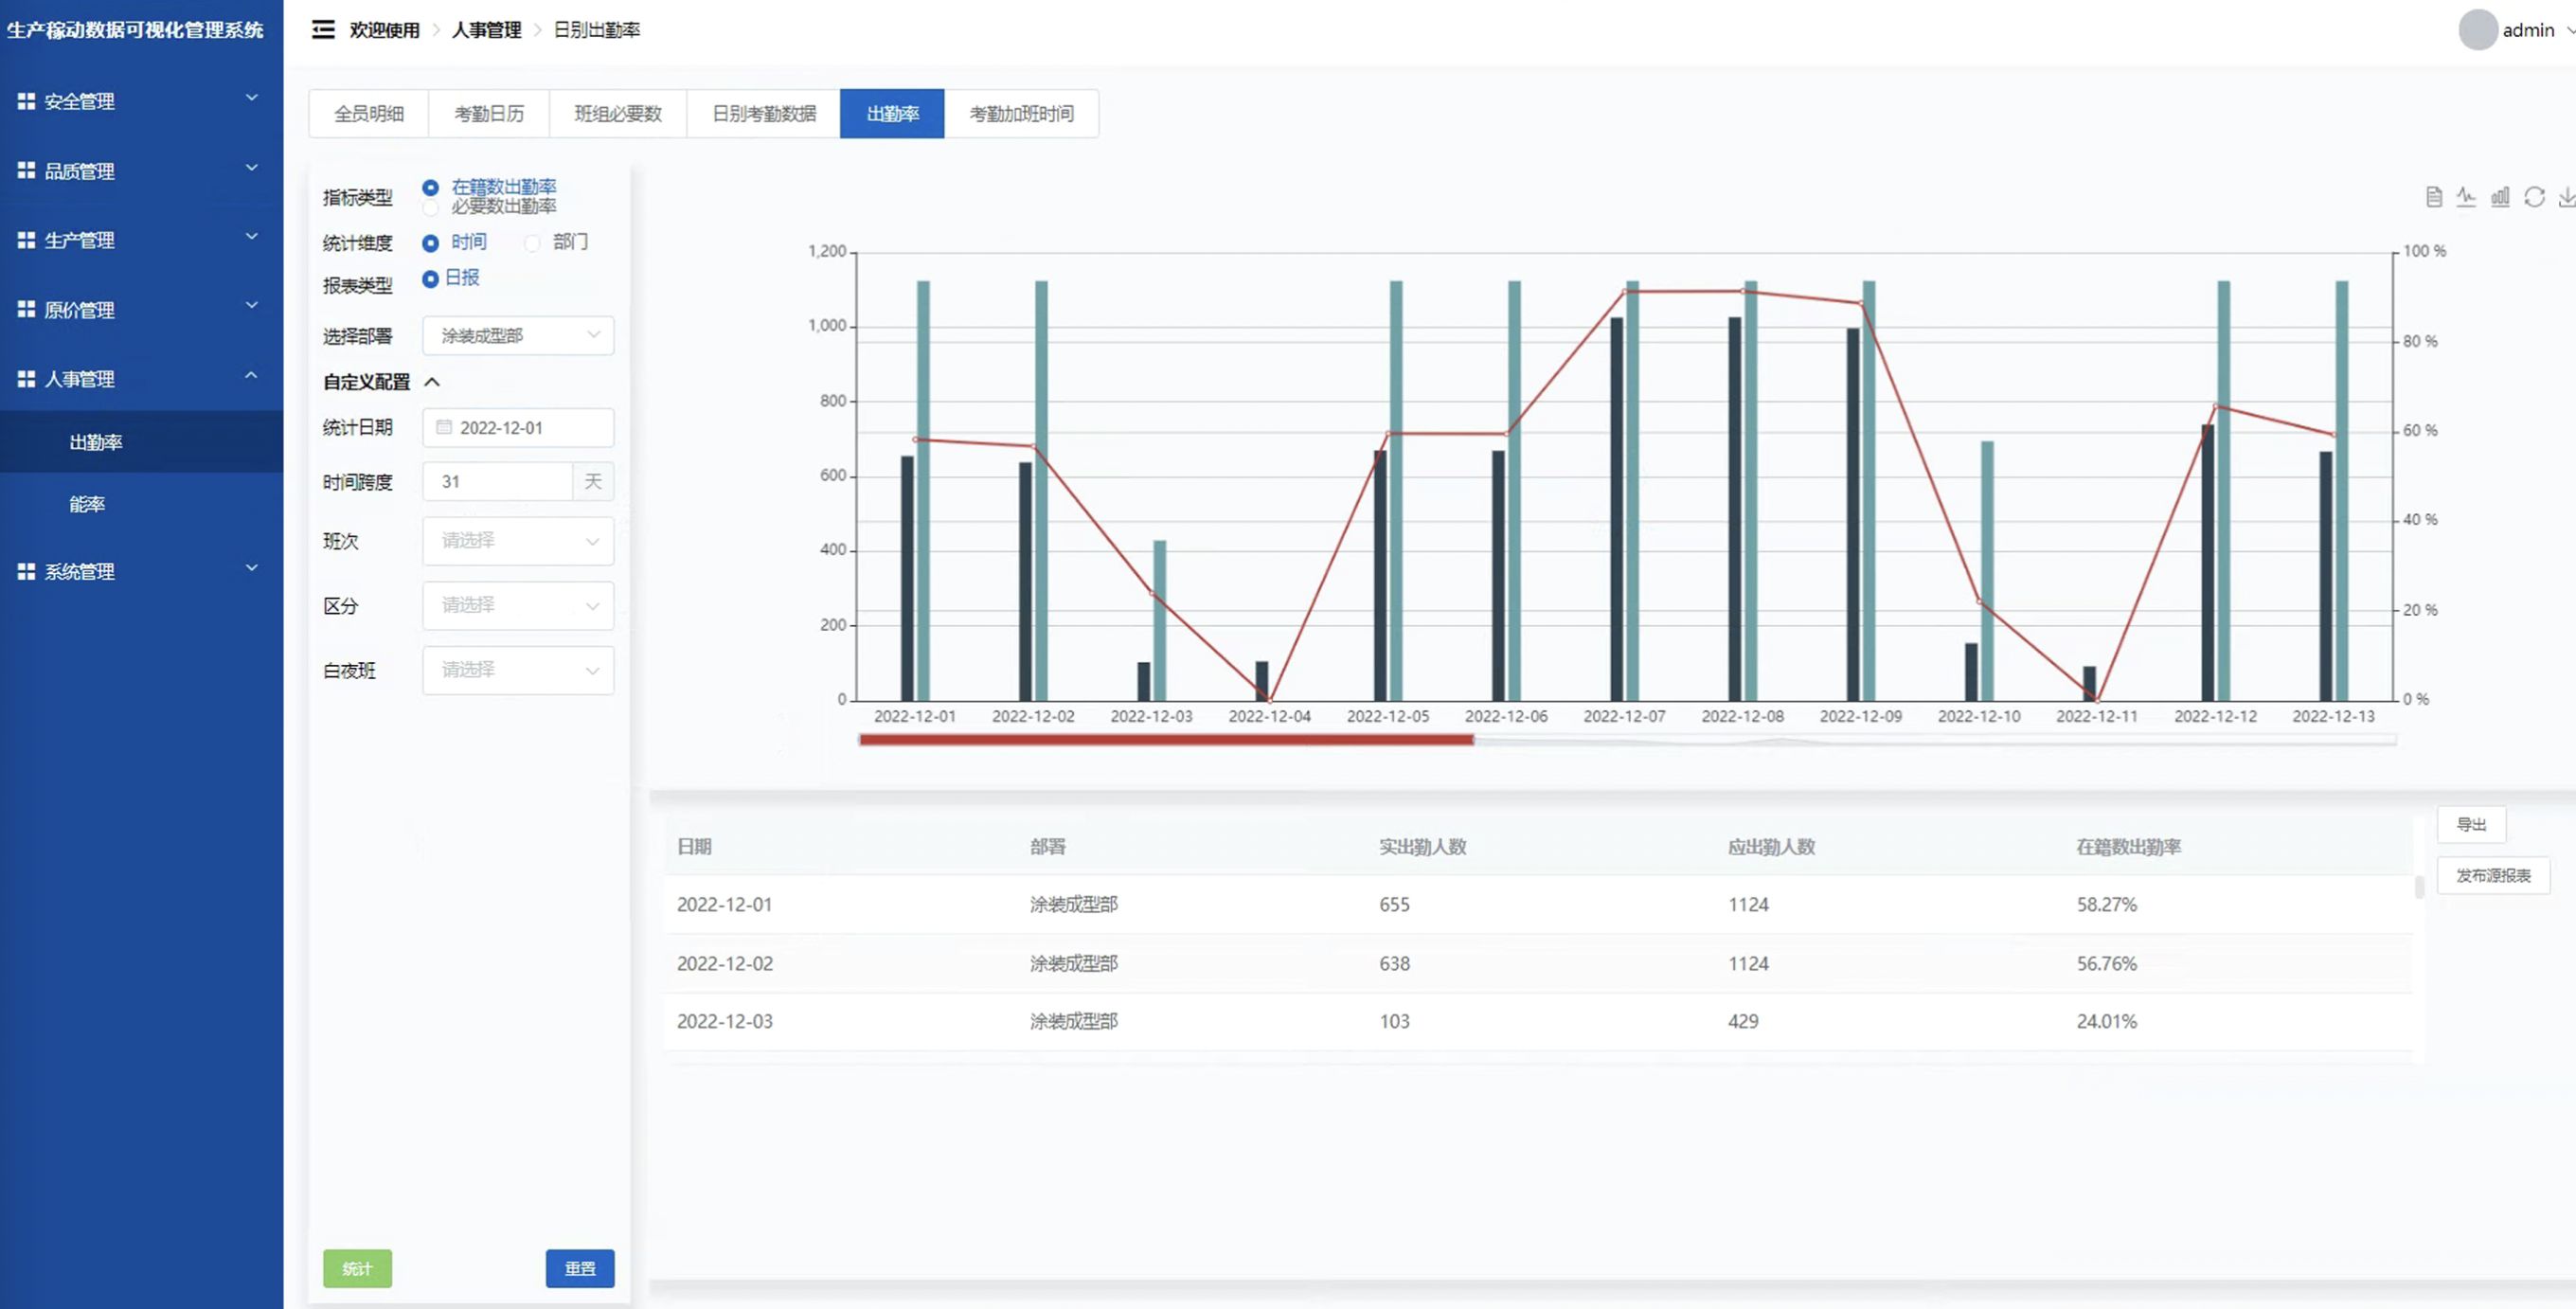 生产稼动数据可视化管理系统
欢迎使用 > 人事管理 > 日别出勤率
admin
安全管理
品质管理
生产管理
原价管理
人事管理
出勤率
能率
系统管理
全员明细 考勤日历 班组必要数 日别考勤数据 出勤率 考勤加班时间
指标类型 在籍数出勤率
必要数出勤率
统计维度 时间 部门
报表类型 日报
选择部署 涂装成型部
自定义配置
统计日期 2022-12-01
时间跨度 31 天
班次 请选择
区分 请选择
白夜班 请选择
统计 重置
1,200
1,000
800
600
400
200
0
100 %
80 %
60 %
40 %
20 %
0 %
2022-12-01 2022-12-02 2022-12-03 2022-12-04 2022-12-05 2022-12-06 2022-12-07 2022-12-08 2022-12-09 2022-12-10 2022-12-11 2022-12-12 2022-12-13
日期 部署 实出勤人数 应出勤人数 在籍数出勤率
2022-12-01 涂装成型部 655 1124 58.27%
2022-12-02 涂装成型部 638 1124 56.76%
2022-12-03 涂装成型部 103 429 24.01%
导出
发布源报表